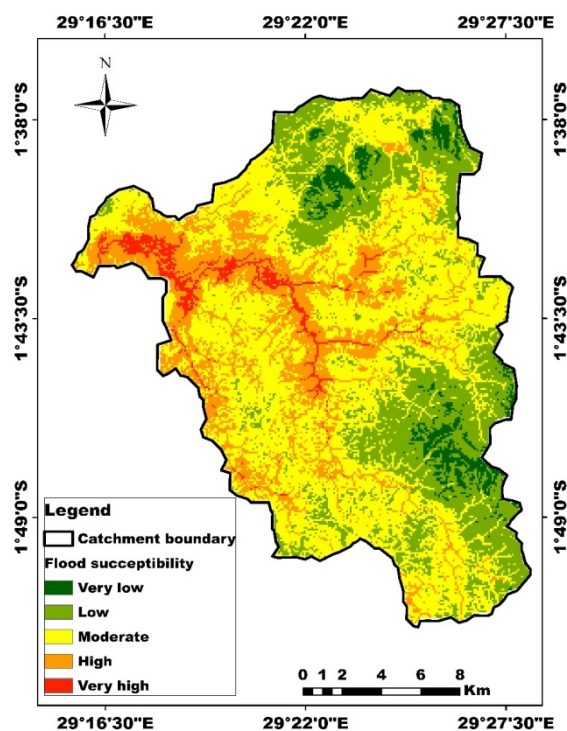 29°16'30"E 29°22'0"E 29°27'30"E
N
1°38'0"S 1°38'0"S
1°43'30"S 1°43'30"S
1°49'0"S 1°49'0"S
Legend
Catchment boundary
Flood succeptibility
Very low
Low
Moderate
High
Very high
0 1 2 4 6 8
Km
29°16'30"E 29°22'0"E 29°27'30"E